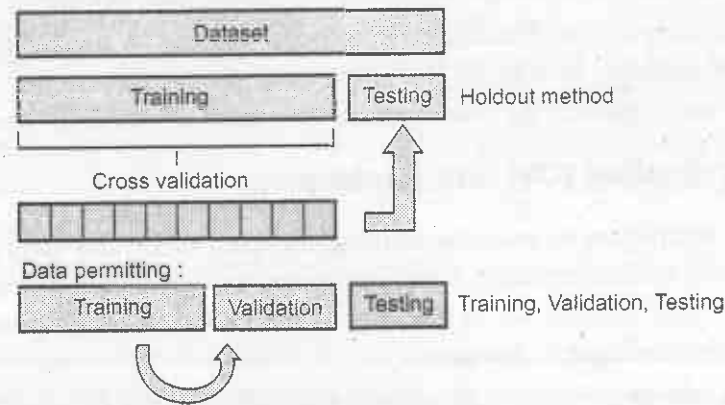 Dataset
Training Testing Holdout method
Cross validation
Data permitting :
Training Validation Testing Training, Validation, Testing